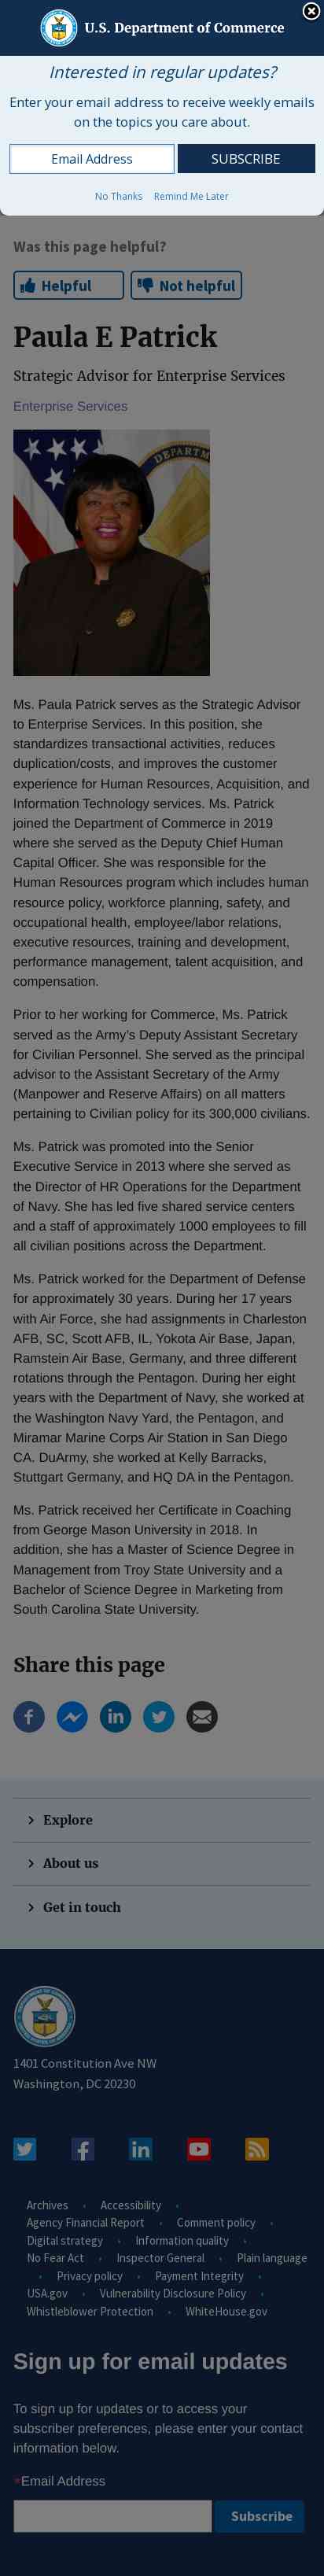 U.S. Department of Commerce
Interested in regular updates?
Enter your email address to receive weekly emails
on the topics you care about.
Email Address
SUBSCRIBE
No Thanks
Remind Me Later
Was this page helpful?
Helpful
Not helpful
Paula E Patrick
Strategic Advisor for Enterprise Services
Enterprise Services
Ms. Paula Patrick serves as the Strategic Advisor
to Enterprise Services. In this position, she
standardizes transactional activities, reduces
duplication/costs, and improves the customer
experience for Human Resources, Acquisition, and
Information Technology services. Ms. Patrick
joined the Department of Commerce in 2019
where she served as the Deputy Chief Human
Capital Officer. She was responsible for the
Human Resources program which includes human
resource policy, workforce planning, safety, and
occupational health, employee/labor relations,
executive resources, training and development,
performance management, talent acquisition, and
compensation.
Prior to her working for Commerce, Ms. Patrick
served as the Army's Deputy Assistant Secretary
for Civilian Personnel. She served as the principal
advisor to the Assistant Secretary of the Army
(Manpower and Reserve Affairs) on all matters
pertaining to Civilian policy for its 300,000 civilians.
Ms. Patrick was promoted into the Senior
Executive Service in 2013 where she served as
the Director of HR Operations for the Department
of Navy. She has led five shared service centers
and a staff of approximately 1000 employees to fill
all civilian positions across the Department.
Ms. Patrick worked for the Department of Defense
for approximately 30 years. During her 17 years
with Air Force, she had assignments in Charleston
AFB, SC, Scott AFB, IL, Yokota Air Base, Japan,
Ramstein Air Base, Germany, and three different
rotations through the Pentagon. During her eight
years with the Department of Navy, she worked at
the Washington Navy Yard, the Pentagon, and
Miramar Marine Corps Air Station in San Diego
CA. DuArmy, she worked at Kelly Barracks,
Stuttgart Germany, and HQ DA in the Pentagon.
Ms. Patrick received her Certificate in Coaching
from George Mason University in 2018. In
addition, she has a Master of Science Degree in
Management from Troy State University and a
Bachelor of Science Degree in Marketing from
South Carolina State University.
Share this page
Explore
About us
Get in touch
1401 Constitution Ave NW
Washington, DC 20230
Archives • Accessibility •
Agency Financial Report • Comment policy •
Digital strategy • Information quality •
No Fear Act • Inspector General • Plain language
• Privacy policy • Payment Integrity •
USA.gov • Vulnerability Disclosure Policy •
Whistleblower Protection • WhiteHouse.gov
Sign up for email updates
To sign up for updates or to access your
subscriber preferences, please enter your contact
information below.
*Email Address
Subscribe